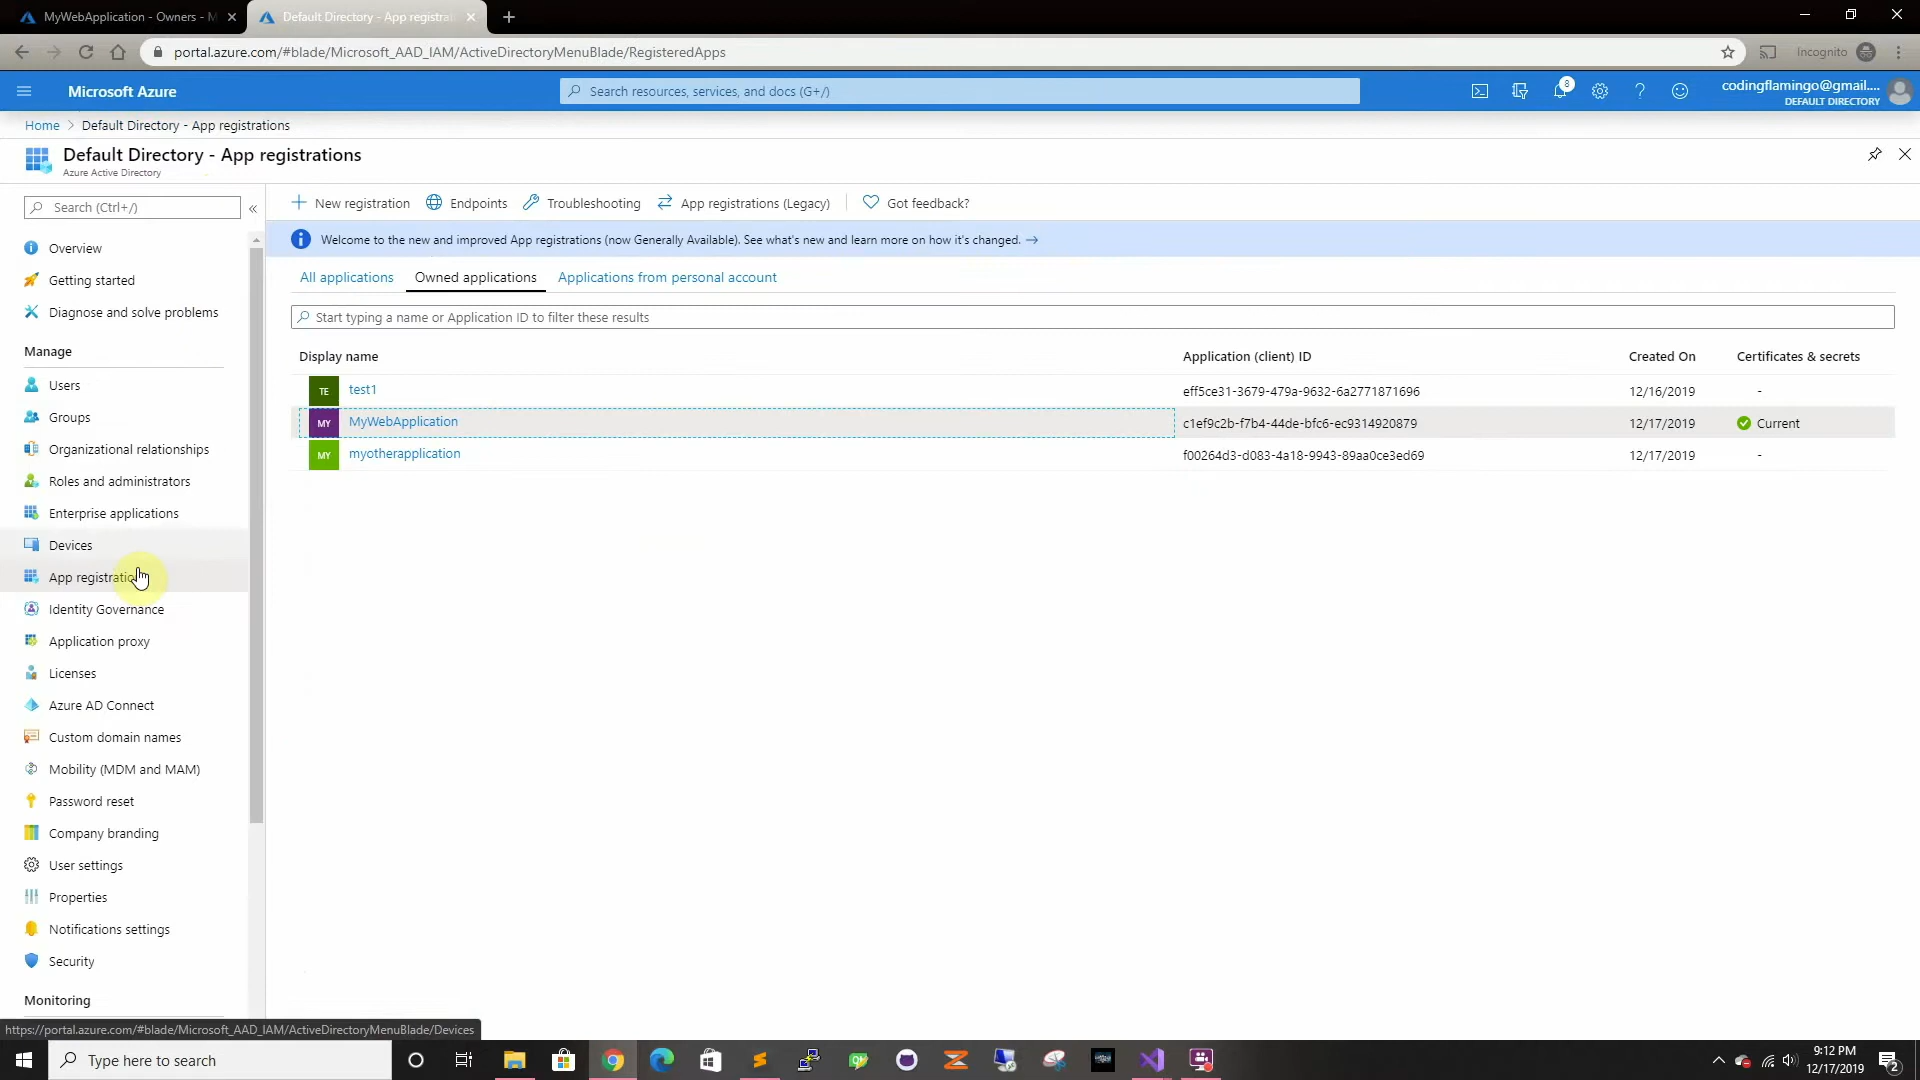 MyWebApplication - Owners - M
Default Directory - App registrat
portal.azure.com/#blade/Microsoft_AAD_IAM/ActiveDirectoryMenuBlade/RegisteredApps
Incognito
Microsoft Azure
Search resources, services, and docs (G+/)
8
codingflamingo@gmail....
DEFAULT DIRECTORY
Home > Default Directory - App registrations
Default Directory - App registrations
Azure Active Directory
Search (Ctrl+/)
«
New registration
Endpoints
Troubleshooting
App registrations (Legacy)
Got feedback?
Welcome to the new and improved App registrations (now Generally Available). See what's new and learn more on how it's changed. →
All applications
Owned applications
Applications from personal account
Start typing a name or Application ID to filter these results
Display name
Application (client) ID
Created On
Certificates & secrets
TE test1 eff5ce31-3679-479a-9632-6a2771871696 12/16/2019 -
MY MyWebApplication c1ef9c2b-f7b4-44de-bfc6-ec9314920879 12/17/2019 Current
MY myotherapplication f00264d3-d083-4a18-9943-89aa0ce3ed69 12/17/2019 -
Overview
Getting started
Diagnose and solve problems
Manage
Users
Groups
Organizational relationships
Roles and administrators
Enterprise applications
Devices
App registratio
Identity Governance
Application proxy
Licenses
Azure AD Connect
Custom domain names
Mobility (MDM and MAM)
Password reset
Company branding
User settings
Properties
Notifications settings
Security
Monitoring
https://portal.azure.com/#blade/Microsoft_AAD_IAM/ActiveDirectoryMenuBlade/Devices
Type here to search
9:12 PM
12/17/2019
2